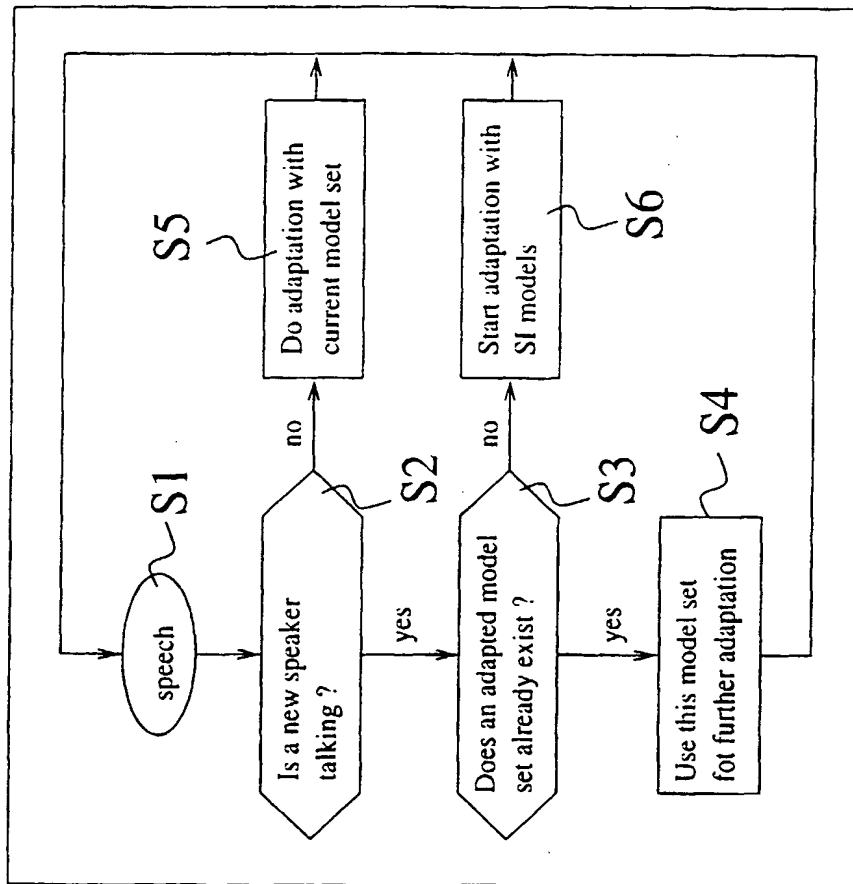 speech
S1
Is a new speaker
talking ?
S2
no
Do adaptation with
current model set
S5
yes
Does an adapted model
set already exist ?
S3
no
Start adaptation with
SI models
S6
yes
Use this model set
fot further adaptation
S4